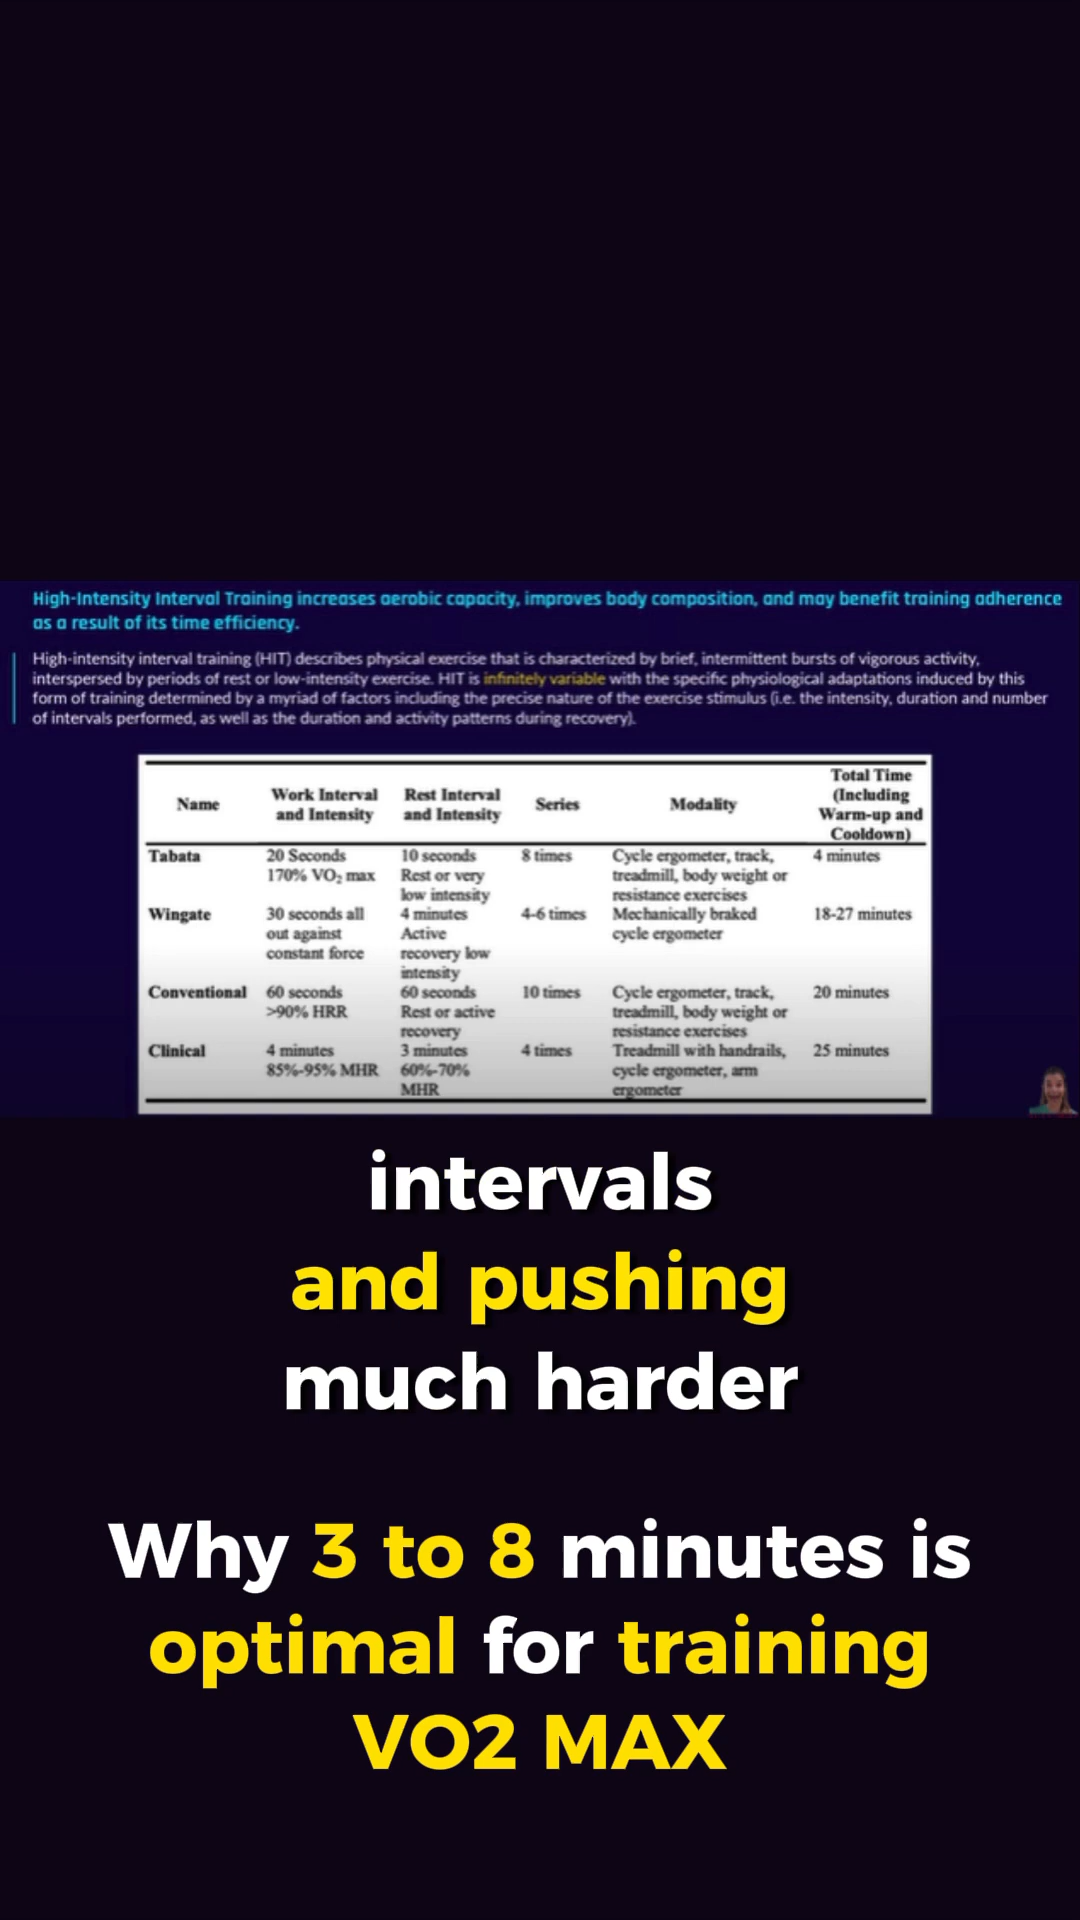 High-Intensity Interval Training increases aerobic capacity, improves body composition, and may benefit training adherence
as a result of its time efficiency.
High-intensity interval training (HIT) describes physical exercise that is characterized by brief, intermittent bursts of vigorous activity,
interspersed by periods of rest or low-intensity exercise. HIT is infinitely variable with the specific physiological adaptations induced by this
form of training determined by a myriad of factors including the precise nature of the exercise stimulus (i.e. the intensity, duration and number
of intervals performed, as well as the duration and activity patterns during recovery).
Name
Work Interval
and Intensity
Rest Interval
and Intensity
Series
Modality
Total Time
(Including
Warm-up and
Cooldown)
Tabata
20 Seconds
170% VO₂ max
10 seconds
Rest or very
low intensity
8 times
Cycle ergometer, track,
treadmill, body weight or
resistance exercises
4 minutes
Wingate
30 seconds all
out against
constant force
4 minutes
Active
recovery low
intensity
4-6 times
Mechanically braked
cycle ergometer
18-27 minutes
Conventional
60 seconds
>90% HRR
60 seconds
Rest or active
recovery
10 times
Cycle ergometer, track,
treadmill, body weight or
resistance exercises
20 minutes
Clinical
4 minutes
85%-95% MHR
3 minutes
60%-70%
MHR
4 times
Treadmill with handrails,
cycle ergometer, arm
ergometer
25 minutes
intervals
and pushing
much harder
Why 3 to 8 minutes is
optimal for training
VO2 MAX